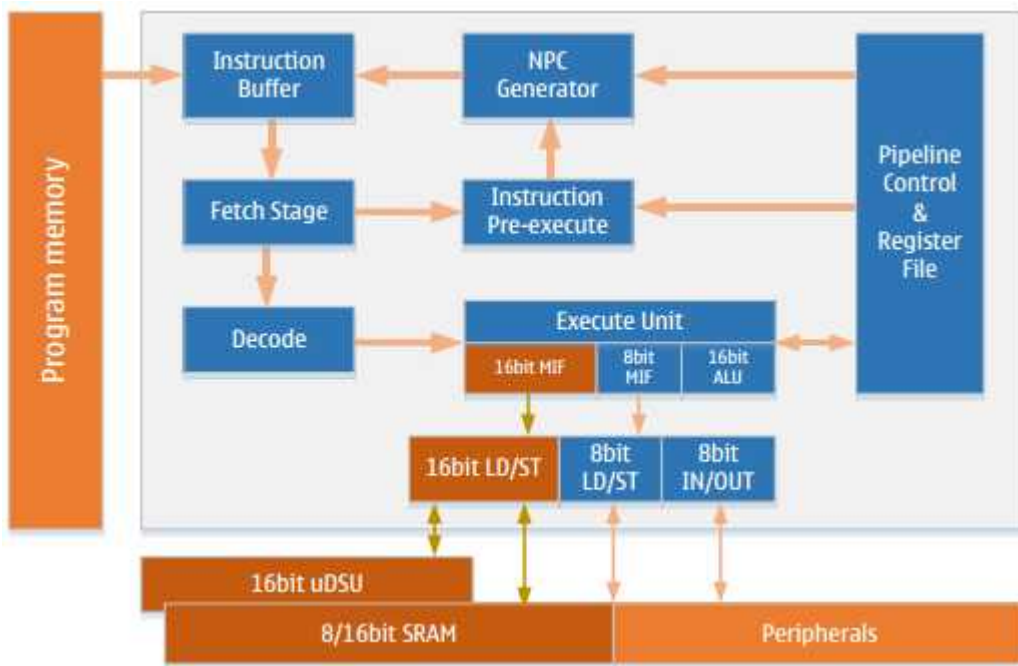 Program memory
Instruction
Buffer
NPC
Generator
Pipeline
Control
&
Register
File
Fetch Stage
Instruction
Pre-execute
Decode
Execute Unit
16bit MIF
8bit
MIF
16bit
ALU
16bit LD/ST
8bit
LD/ST
8bit
IN/OUT
16bit uDSU
8/16bit SRAM
Peripherals